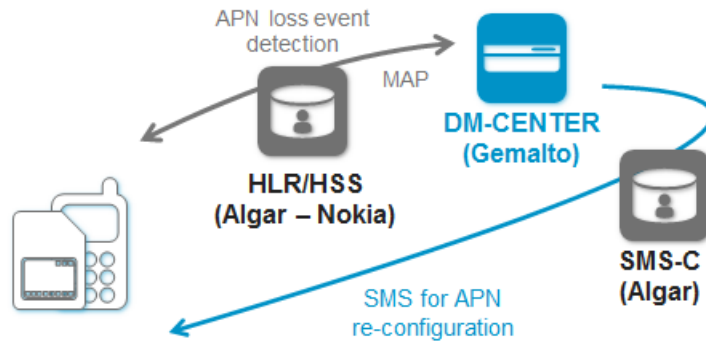 APN loss event
detection
MAP
DM-CENTER
(Gemalto)
HLR/HSS
(Algar – Nokia)
SMS-C
(Algar)
SMS for APN
re-configuration